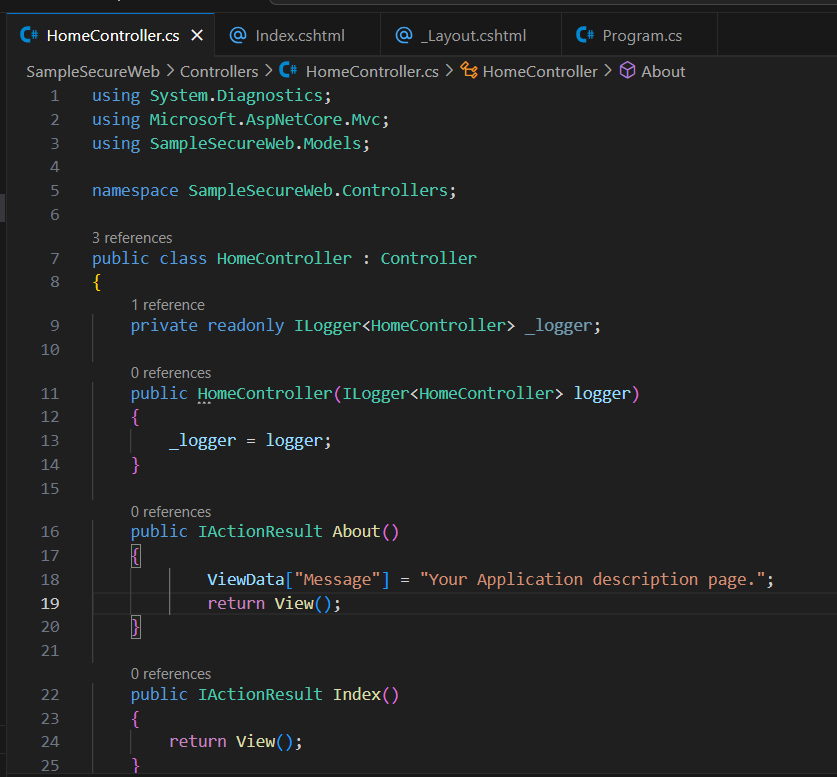 HomeController.cs Index.cshtml _Layout.cshtml Program.cs
SampleSecureWeb > Controllers > HomeController.cs > HomeController > About
1 using System.Diagnostics;
2 using Microsoft.AspNetCore.Mvc;
3 using SampleSecureWeb.Models;
4
5 namespace SampleSecureWeb.Controllers;
6
3 references
7 public class HomeController : Controller
8 {
1 reference
9 private readonly ILogger<HomeController> _logger;
10
0 references
11 public HomeController(ILogger<HomeController> logger)
12 {
13 _logger = logger;
14 }
15
0 references
16 public IActionResult About()
17 {
18 ViewData["Message"] = "Your Application description page.";
19 return View();
20 }
21
0 references
22 public IActionResult Index()
23 {
24 return View();
25 }